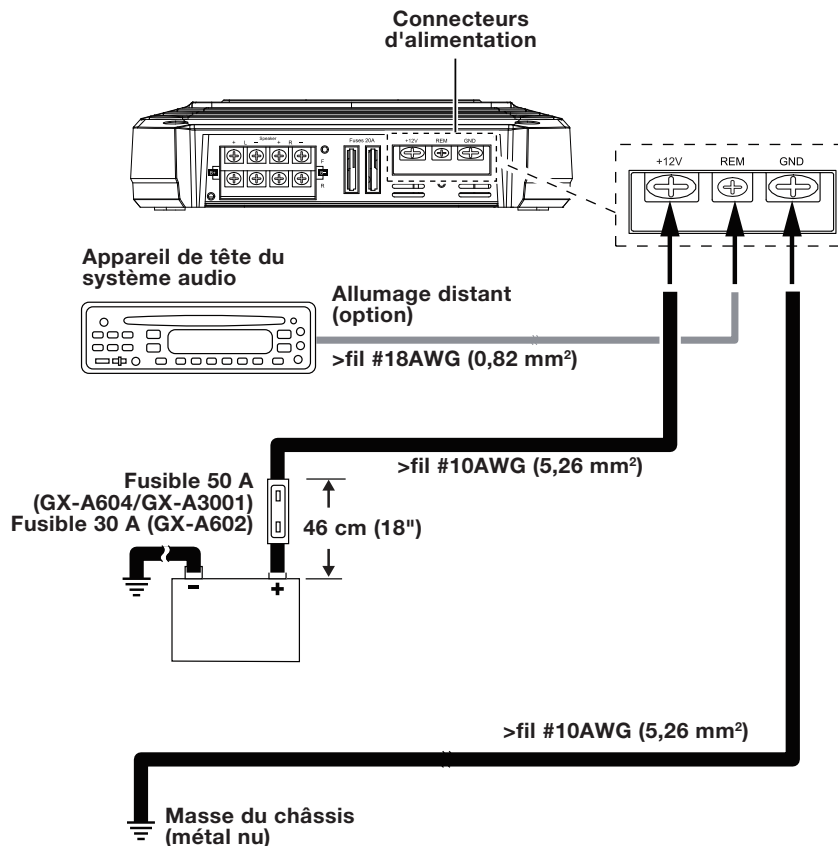 Connecteurs
d'alimentation
Speaker
+ L - + R -
F
R
Fuses 20A
+12V REM GND
+12V REM GND
Appareil de tête du
système audio
Allumage distant
(option)
>fil #18AWG (0,82 mm²)
>fil #10AWG (5,26 mm²)
Fusible 50 A
(GX-A604/GX-A3001)
Fusible 30 A (GX-A602)
46 cm (18")
- +
>fil #10AWG (5,26 mm²)
Masse du châssis
(métal nu)